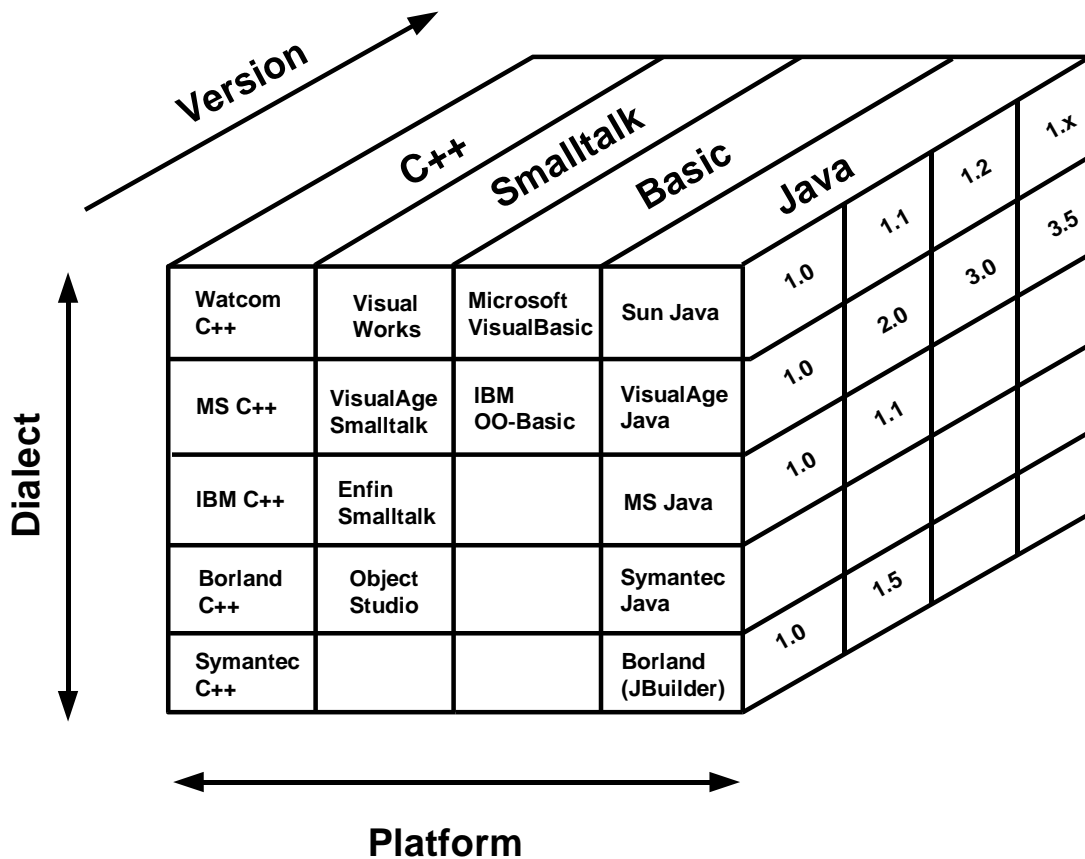 Version
C++
Smalltalk
Basic
Java
1.0
1.1
1.2
1.x
Watcom
C++
Visual
Works
Microsoft
VisualBasic
Sun Java
1.0
2.0
3.0
3.5
MS C++
VisualAge
Smalltalk
IBM
OO-Basic
VisualAge
Java
1.0
1.1
IBM C++
Enfin
Smalltalk
MS Java
Borland
C++
Object
Studio
Symantec
Java
Symantec
C++
Borland
(JBuilder)
1.0
1.5
Dialect
Platform